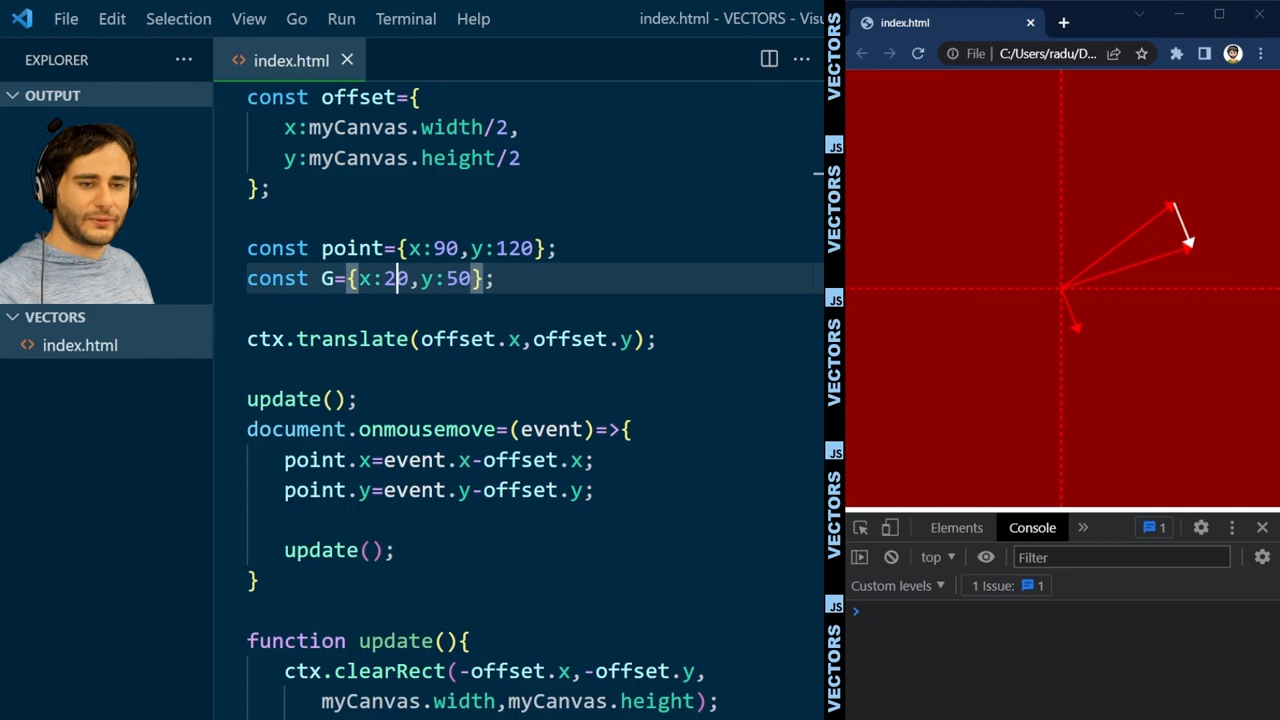 File Edit Selection View Go Run Terminal Help
index.html - VECTORS - Visu
EXPLORER
index.html
OUTPUT
VECTORS
index.html
const offset={
x:myCanvas.width/2,
y:myCanvas.height/2
};
const point={x:90,y:120};
const G={x:20,y:50};
ctx.translate(offset.x,offset.y);
update();
document.onmousemove=(event)=>{
point.x=event.x-offset.x;
point.y=event.y-offset.y;
update();
}
function update(){
ctx.clearRect(-offset.x,-offset.y,
myCanvas.width,myCanvas.height);
VECTORS
JS
VECTORS
JS
VECTORS
JS
VECTORS
JS
VECTORS
index.html
File C:/Users/radu/D...
Elements Console 1
top Filter
Custom levels 1 Issue: 1